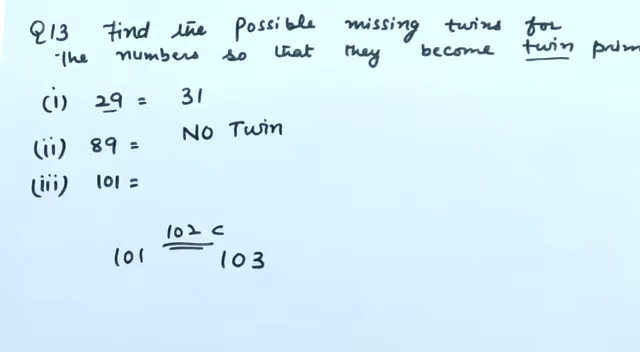 Q13 Find the possible missing twins for
the numbers so that they become twin prim
(i) 29 = 31
(ii) 89 = No Twin
(iii) 101 =
102 c
101 103